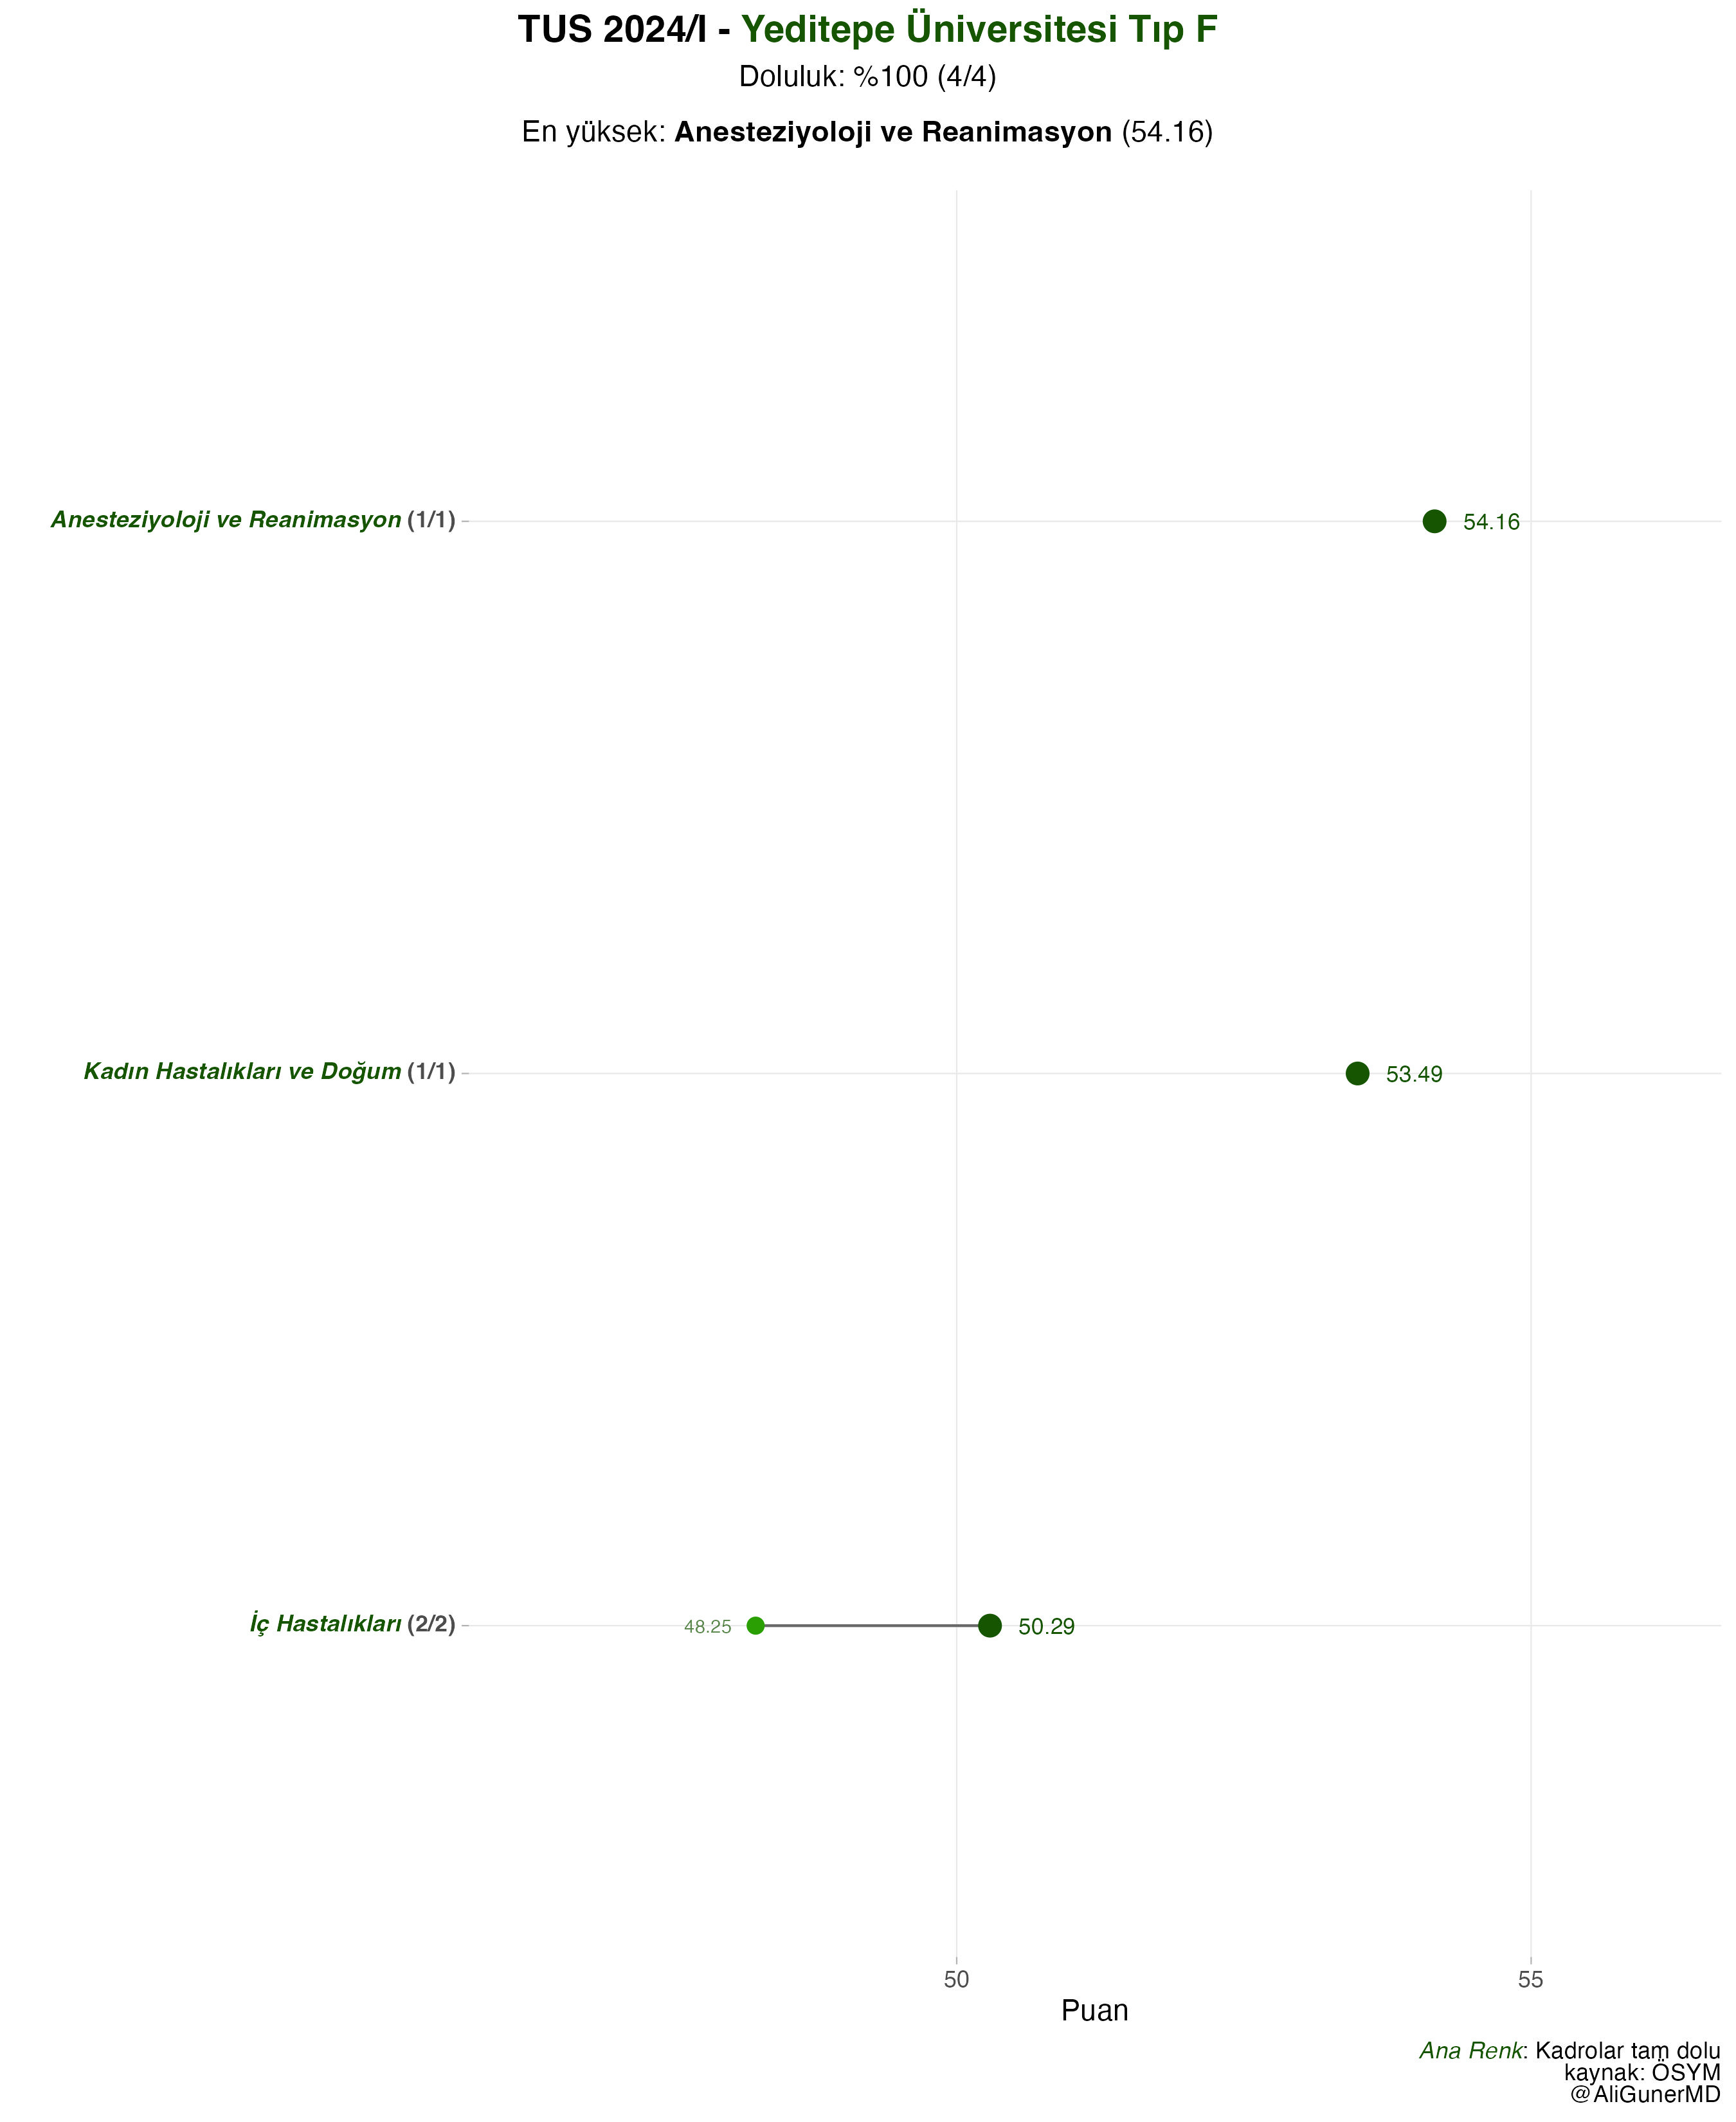 TUS 2024/I - Yeditepe Üniversitesi Tıp F
Doluluk: %100 (4/4)
En yüksek: Anesteziyoloji ve Reanimasyon (54.16)
Anesteziyoloji ve Reanimasyon (1/1)
54.16
Kadın Hastalıkları ve Doğum (1/1)
53.49
İç Hastalıkları (2/2)
48.25
50.29
50
55
Puan
Ana Renk: Kadrolar tam dolu
kaynak: ÖSYM
@AliGunerMD